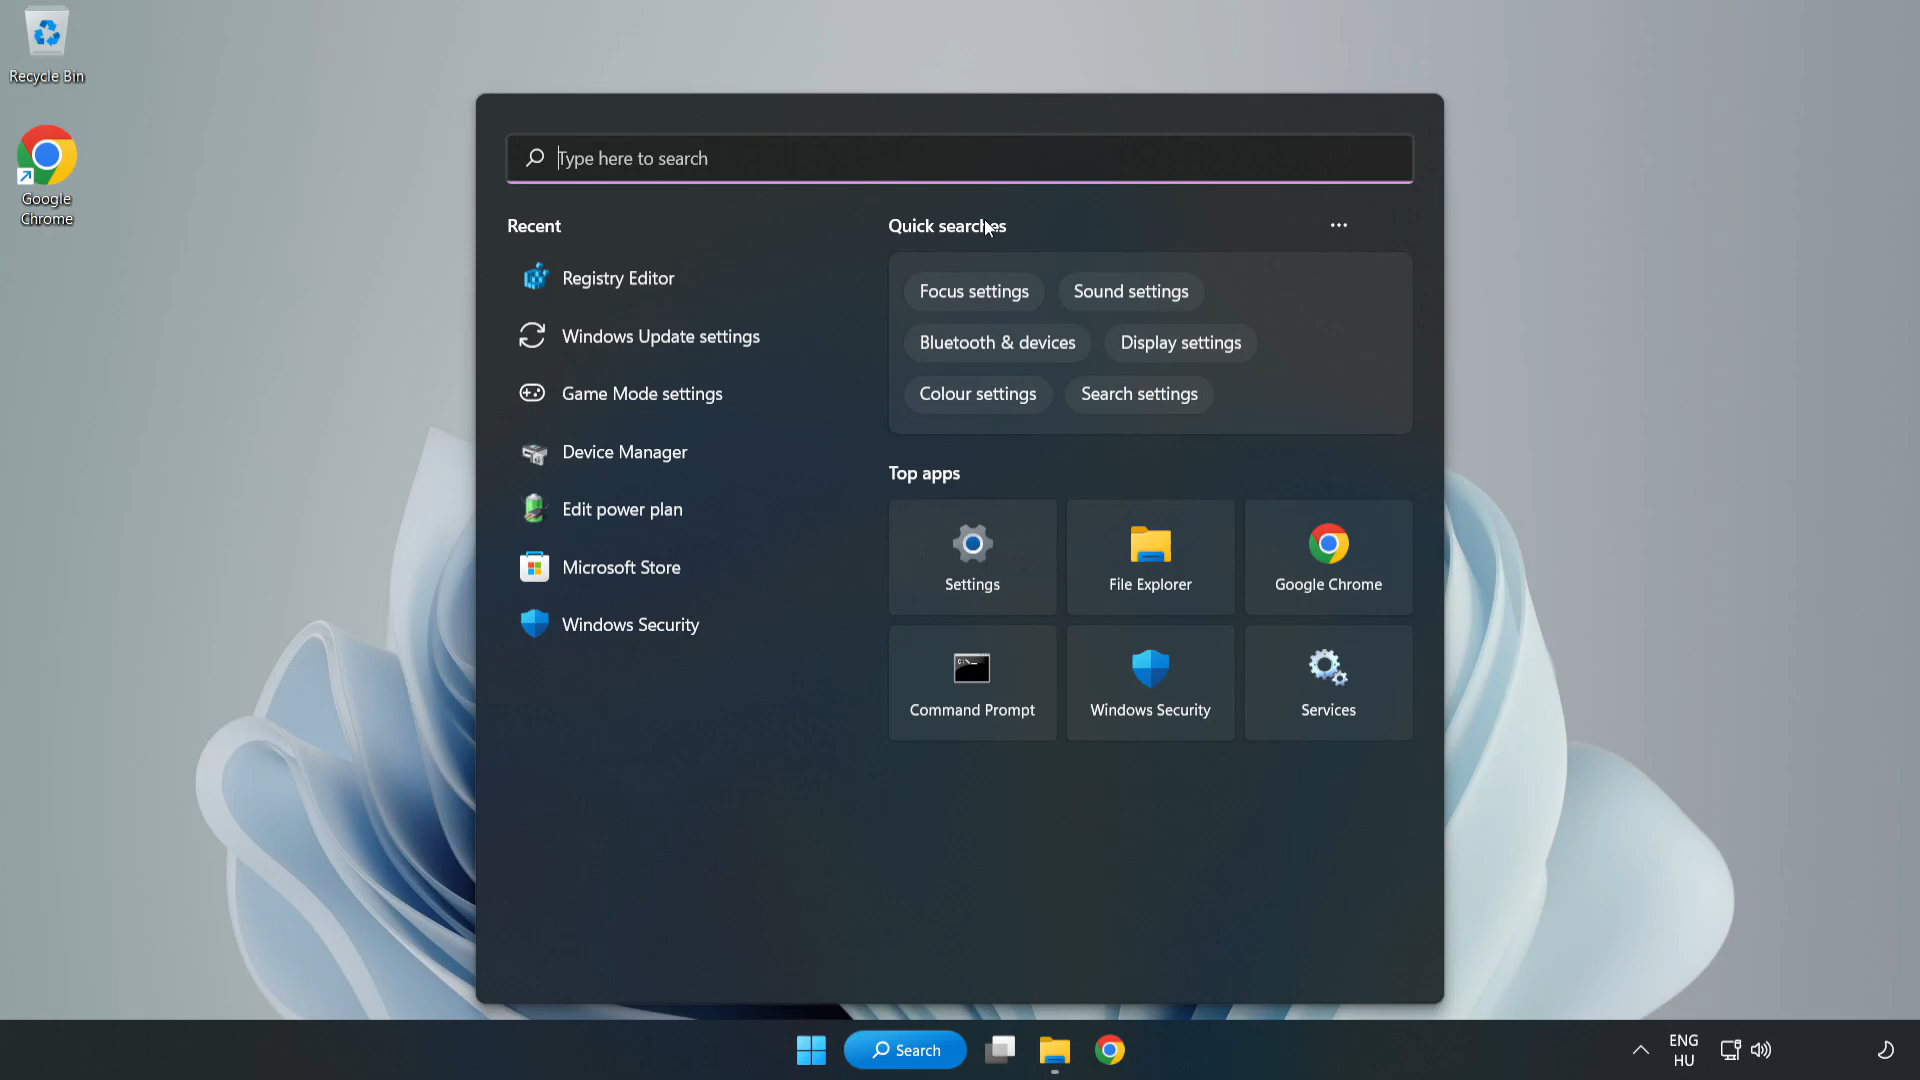 Recycle Bin
Google
Chrome
Type here to search
Recent
Registry Editor
Windows Update settings
Game Mode settings
Device Manager
Edit power plan
Microsoft Store
Windows Security
Quick searches
Focus settings
Sound settings
Bluetooth & devices
Display settings
Colour settings
Search settings
Top apps
Settings
File Explorer
Google Chrome
Command Prompt
Windows Security
Services
Search
ENG
HU